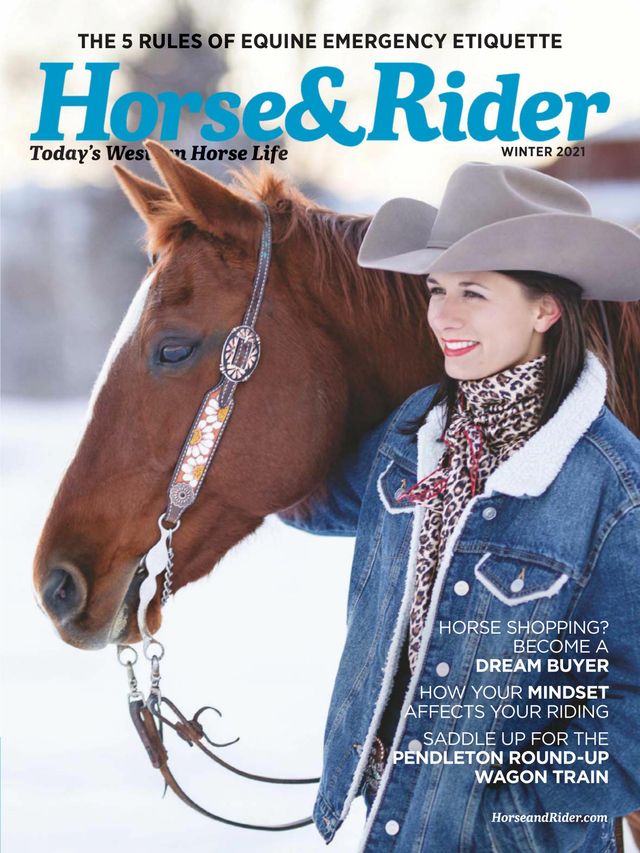 THE 5 RULES OF EQUINE EMERGENCY ETIQUETTE
Horse&Rider
Today's Western Horse Life
WINTER 2021
HORSE SHOPPING?
BECOME A
DREAM BUYER
HOW YOUR MINDSET
AFFECTS YOUR RIDING
SADDLE UP FOR THE
PENDLETON ROUND-UP
WAGON TRAIN
HorseandRider.com